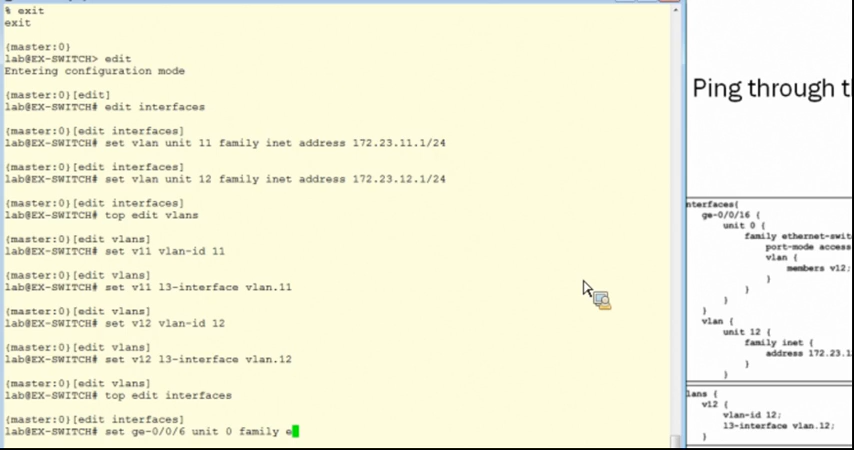 % exit
exit
{master:0}
lab@EX-SWITCH> edit
Entering configuration mode
{master:0}[edit]
lab@EX-SWITCH# edit interfaces
{master:0}[edit interfaces]
lab@EX-SWITCH# set vlan unit 11 family inet address 172.23.11.1/24
{master:0}[edit interfaces]
lab@EX-SWITCH# set vlan unit 12 family inet address 172.23.12.1/24
{master:0}[edit interfaces]
lab@EX-SWITCH# top edit vlans
{master:0}[edit vlans]
lab@EX-SWITCH# set v11 vlan-id 11
{master:0}[edit vlans]
lab@EX-SWITCH# set v11 l3-interface vlan.11
{master:0}[edit vlans]
lab@EX-SWITCH# set v12 vlan-id 12
{master:0}[edit vlans]
lab@EX-SWITCH# set v12 l3-interface vlan.12
{master:0}[edit vlans]
lab@EX-SWITCH# top edit interfaces
{master:0}[edit interfaces]
lab@EX-SWITCH# set ge-0/0/6 unit 0 family e
Ping through t
nterfaces{
ge-0/0/16 {
unit 0 {
family ethernet-swit
port-mode access
vlan {
members v12;
}
}
}
}
vlan {
unit 12 {
family inet {
address 172.23.1
}
}
lans {
v12 {
vlan-id 12;
l3-interface vlan.12;
}